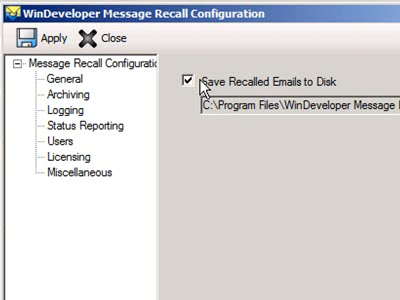 WinDeveloper Message Recall Configuration
Apply Close
Message Recall Configuratio
General
Archiving
Logging
Status Reporting
Users
Licensing
Miscellaneous
Save Recalled Emails to Disk
C:\Program Files\WinDeveloper Message